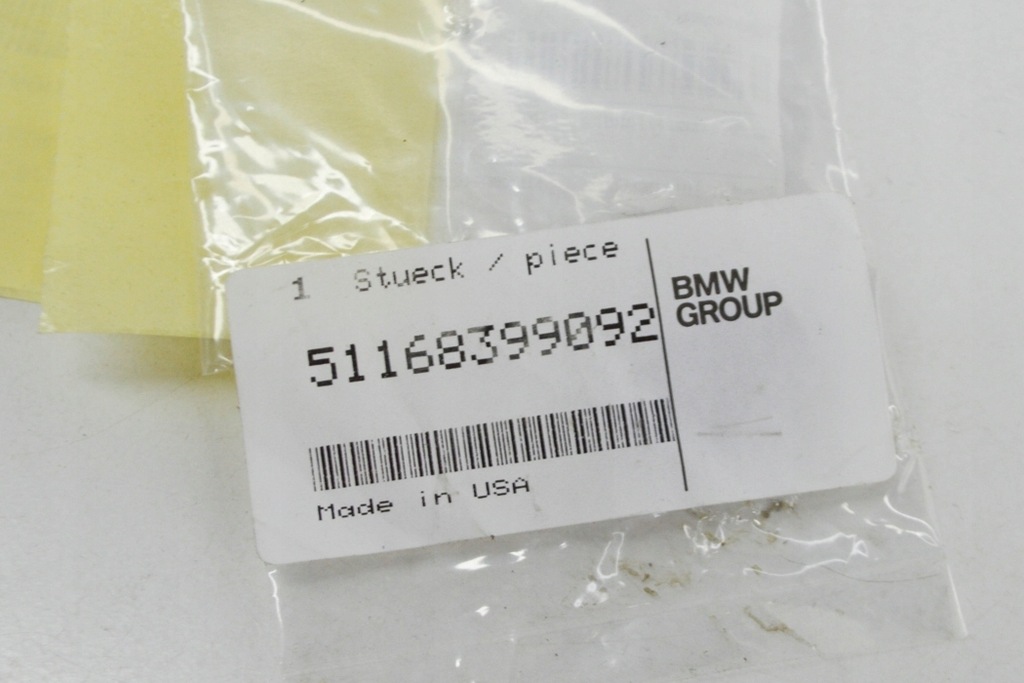 1 Stueck / piece
51168399092
Made in USA
BMW
GROUP